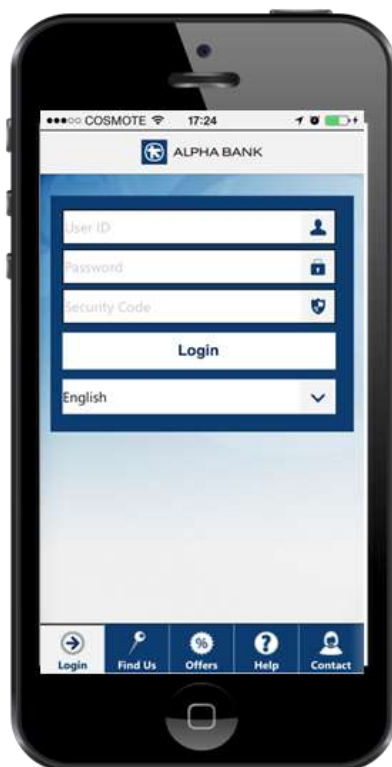 COSMOTE 17:24
ALPHA BANK
User ID
Password
Security Code
Login
English
%
Login Find Us Offers Help Contact